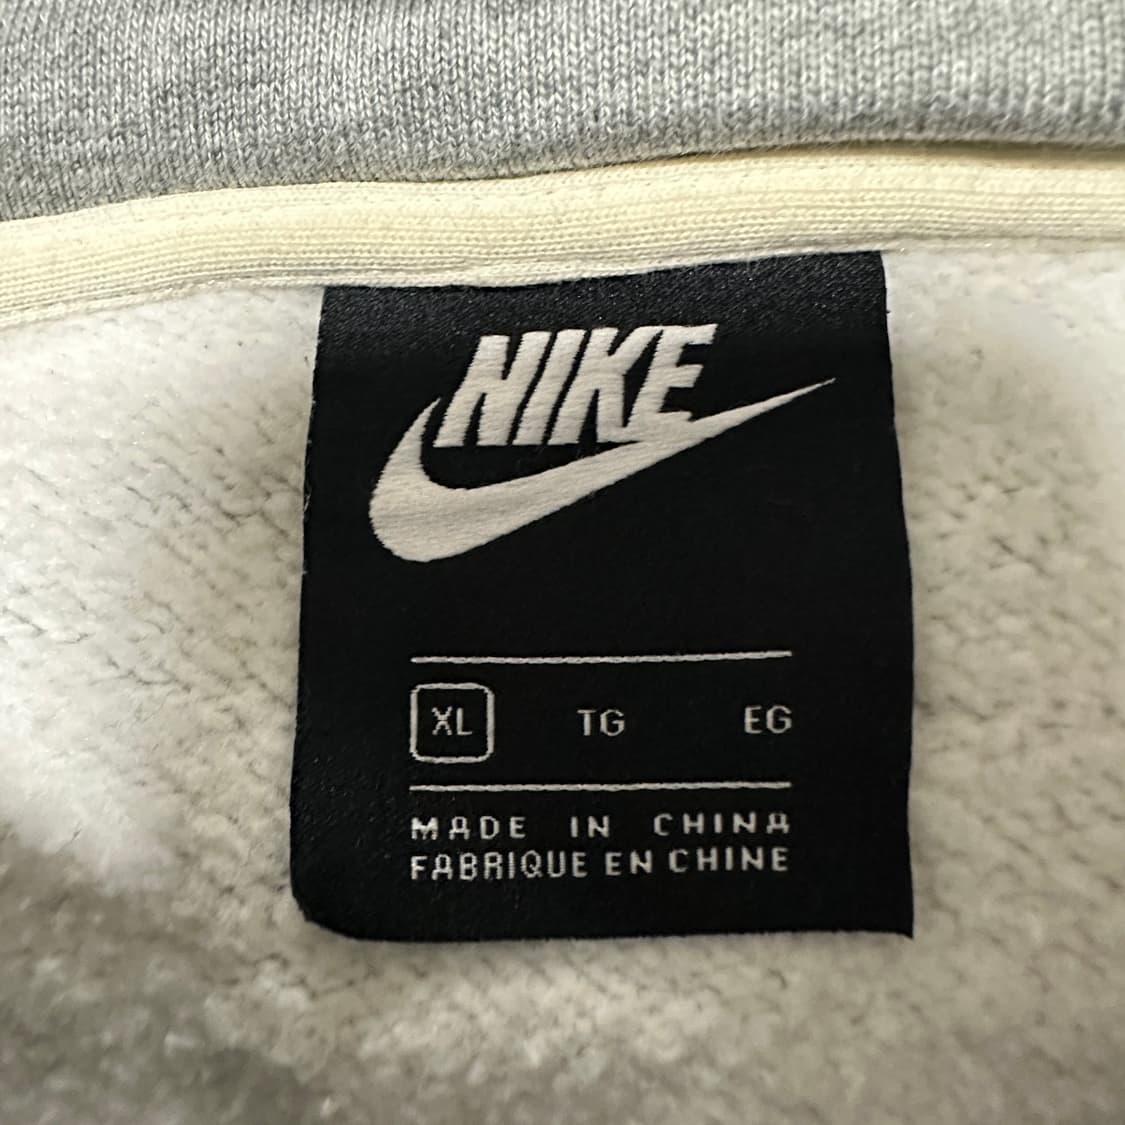 NIKE
XL TG EG
MADE IN CHINA
FABRIQUE EN CHINE